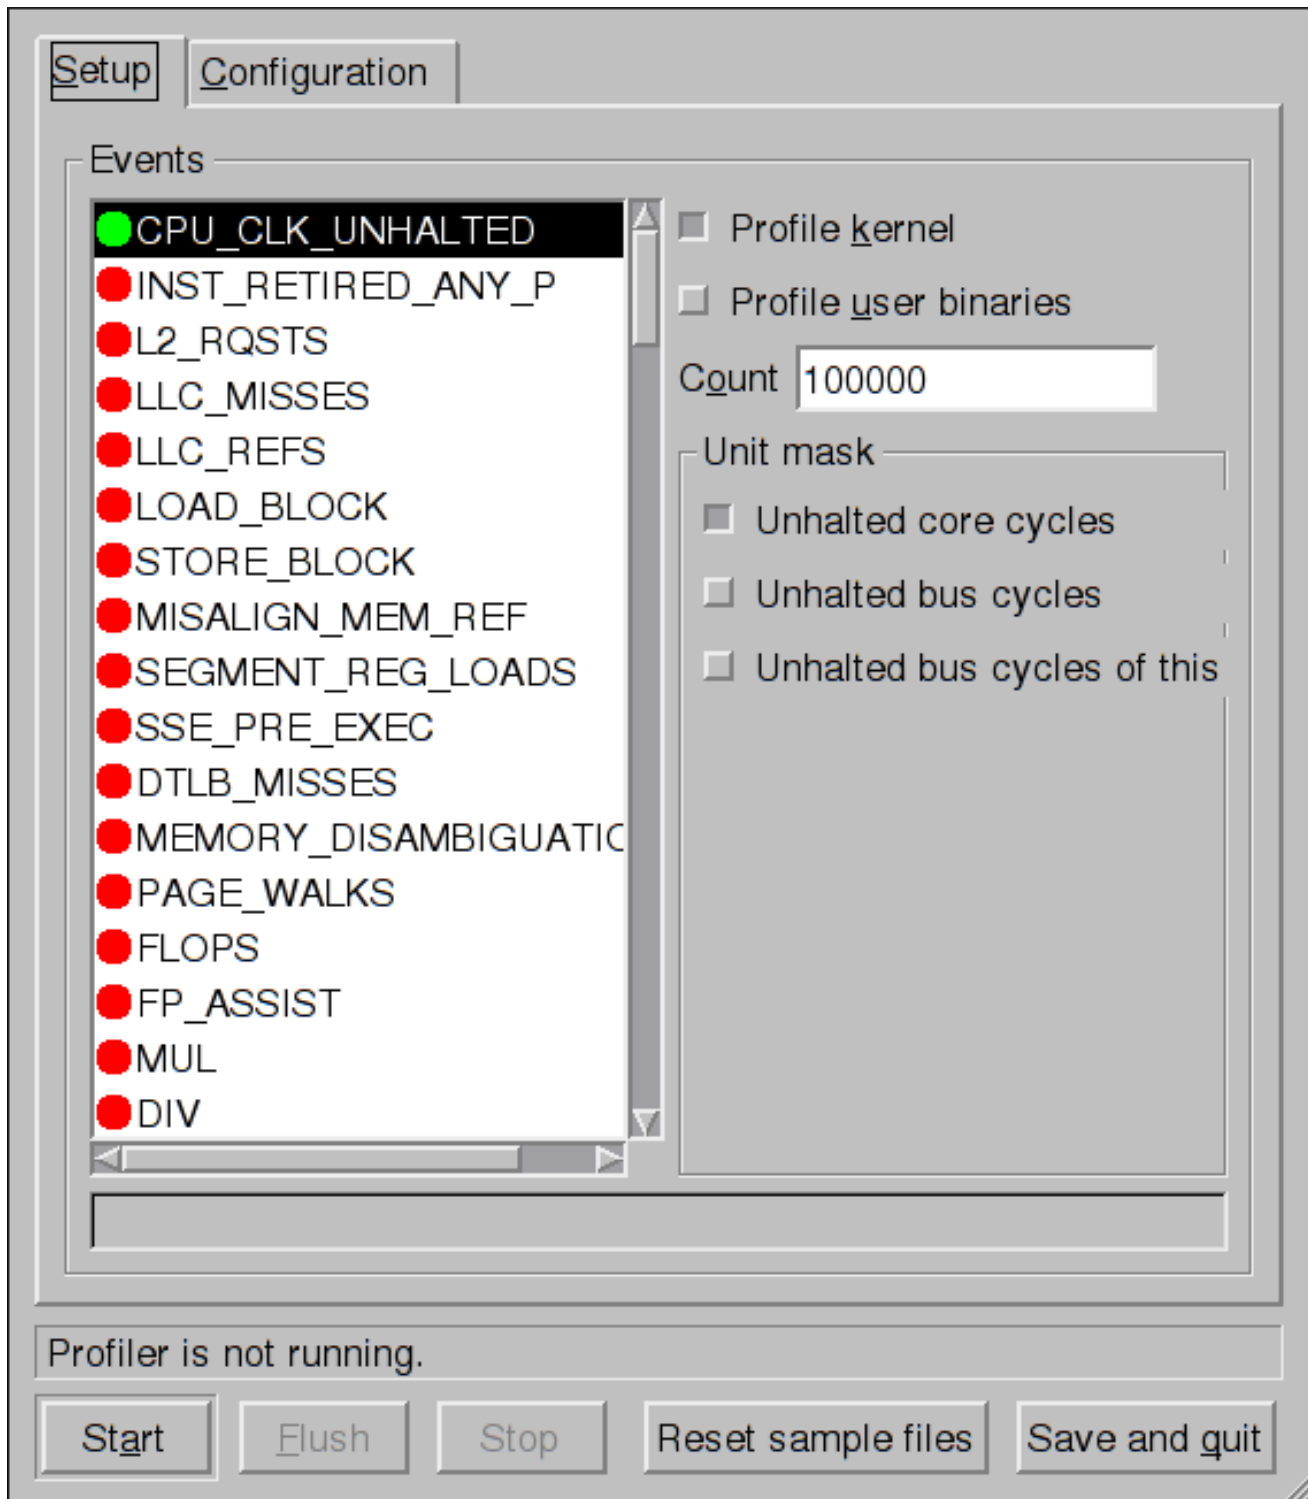 Setup Configuration
Events
CPU_CLK_UNHALTED
INST_RETIRED_ANY_P
L2_RQSTS
LLC_MISSES
LLC_REFS
LOAD_BLOCK
STORE_BLOCK
MISALIGN_MEM_REF
SEGMENT_REG_LOADS
SSE_PRE_EXEC
DTLB_MISSES
MEMORY_DISAMBIGUATIO
PAGE_WALKS
FLOPS
FP_ASSIST
MUL
DIV
Profile kernel
Profile user binaries
Count 100000
Unit mask
Unhalted core cycles
Unhalted bus cycles
Unhalted bus cycles of this
Profiler is not running.
Start Flush Stop Reset sample files Save and quit